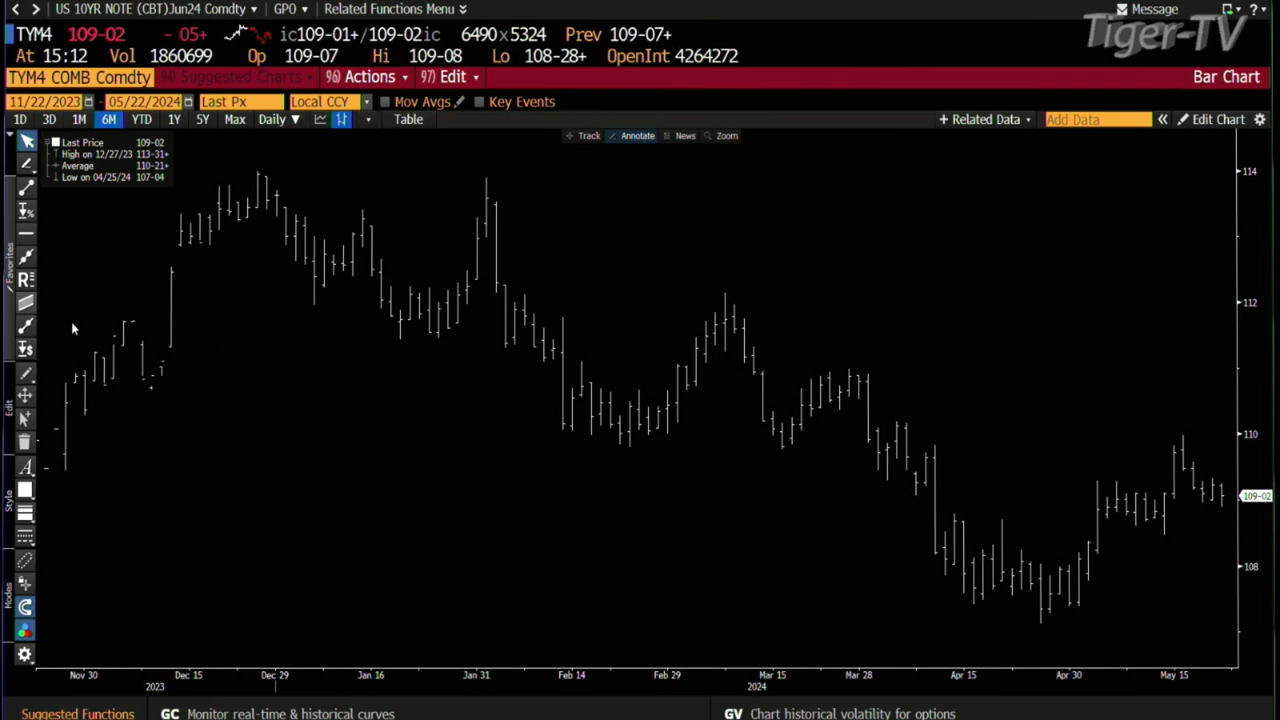 US 10YR NOTE (CBT)Jun24 Comdty GPO Related Functions Menu Message
Tiger-TV
TYM4 109-02 - 05+ ic109-01+/109-02ic 6490x5324 Prev 109-07+
At 15:12 Vol 1860699 Op 109-07 Hi 109-08 Lo 108-28+ OpenInt 4264272
TYM4 COMB Comdty 94) Suggested Charts 96) Actions 97) Edit Bar Chart
11/22/2023 - 05/22/2024 Last Px Local CCY Mov Avgs Key Events
1D 3D 1M 6M YTD 1Y 5Y Max Daily ▼ Table + Related Data Add Data « Edit Chart
Track Annotate News Zoom
Last Price 109-02
High on 12/27/23 113-31+
Average 110-21+
Low on 04/25/24 107-04
Favorites
Edit
Style
Modes
114
112
110
109-02
108
Nov 30 Dec 15 Dec 29 Jan 16 Jan 31 Feb 14 Feb 29 Mar 15 Mar 28 Apr 15 Apr 30 May 15
2023 2024
Suggested Functions GC Monitor real-time & historical curves GV Chart historical volatility for options